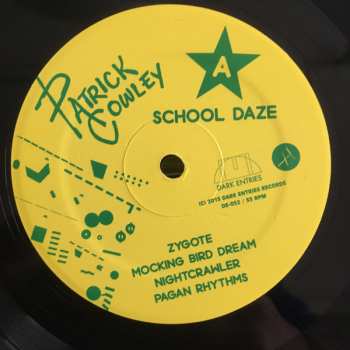 PATRICK
COWLEY
A
SCHOOL DAZE
DARK ENTRIES
(C) 2013 DARK ENTRIES RECORDS
DE-052 / 33 RPM
ZYGOTE
MOCKING BIRD DREAM
NIGHTCRAWLER
PAGAN RHYTHMS